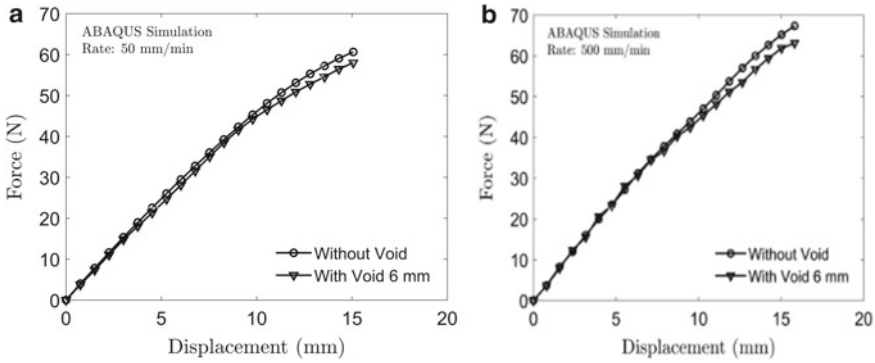 a
ABAQUS Simulation
Rate: 50 mm/min
70
60
50
40
30
20
10
0
Force (N)
Without Void
With Void 6 mm
0 5 10 15 20
Displacement (mm)
b
ABAQUS Simulation
Rate: 500 mm/min
70
60
50
40
30
20
10
0
Force (N)
Without Void
With Void 6 mm
0 5 10 15 20
Displacement (mm)